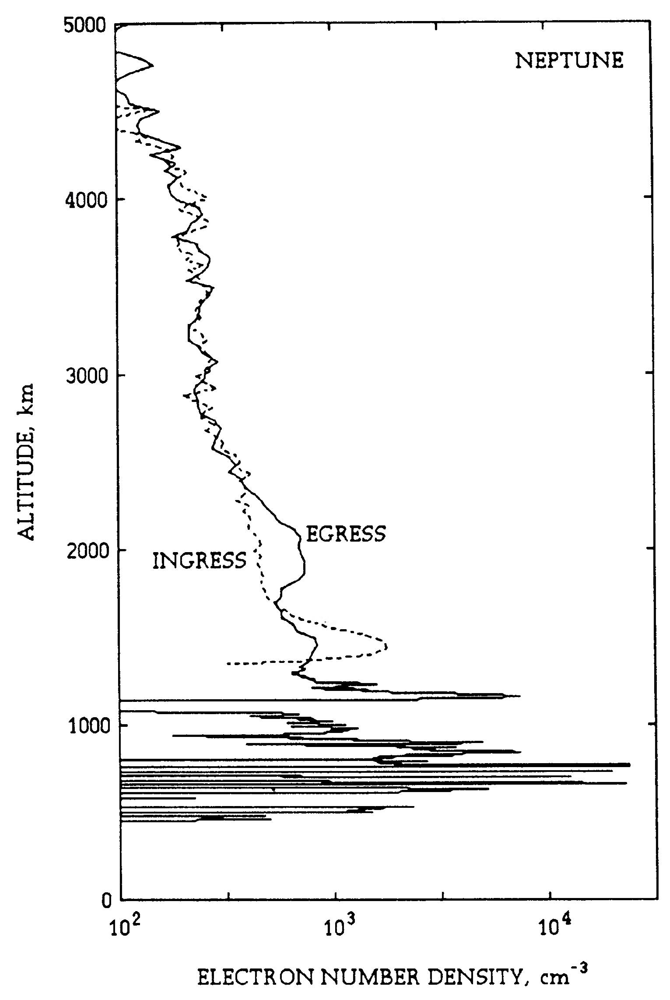 5000
NEPTUNE
4000
3000
ALTITUDE, km
EGRESS
2000
INGRESS
1000
0
10²
10³
10⁴
ELECTRON NUMBER DENSITY, cm⁻³